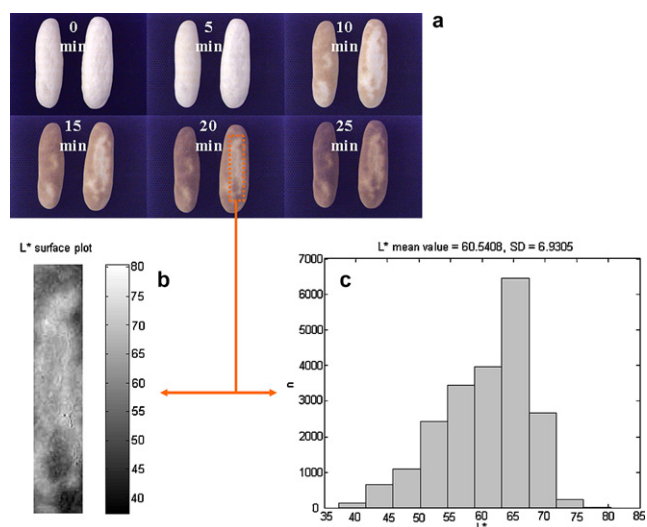 a
0 min
5 min
10 min
15 min
20 min
25 min
L* surface plot
b
80
75
70
65
60
55
50
45
40
c
L* mean value = 60.5408, SD = 6.9305
7000
6000
5000
4000
3000
2000
1000
0
n
35 40 45 50 55 60 65 70 75 80 85
L*